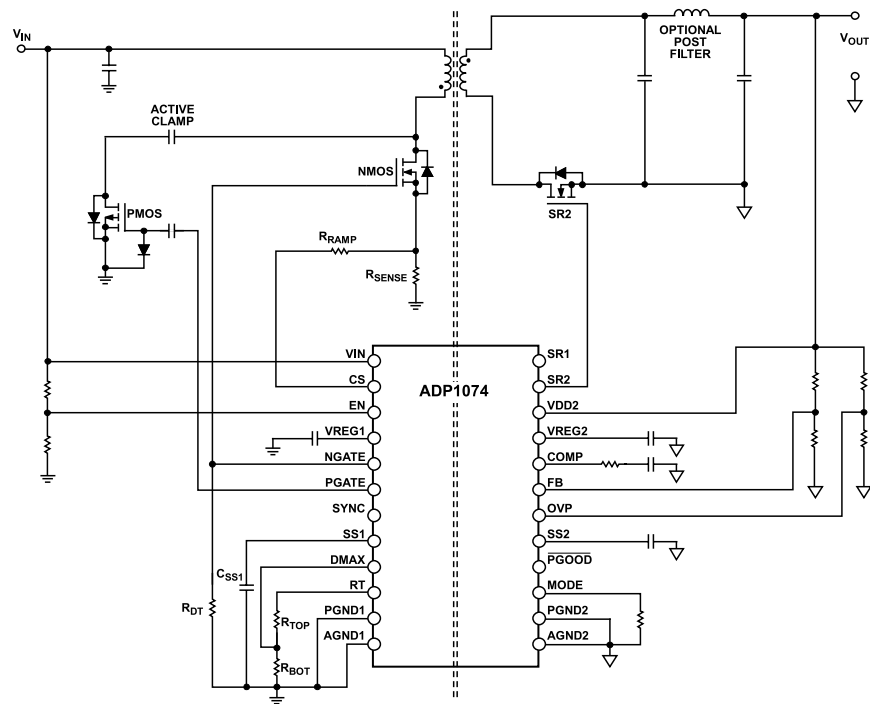 VIN
OPTIONAL
POST
FILTER
VOUT
ACTIVE
CLAMP
NMOS
PMOS
SR2
RRAMP
RSENSE
ADP1074
VIN
CS
EN
VREG1
NGATE
PGATE
SYNC
SS1
DMAX
RT
PGND1
AGND1
SR1
SR2
VDD2
VREG2
COMP
FB
OVP
SS2
PGOOD
MODE
PGND2
AGND2
CSS1
RDT
RTOP
RBOT